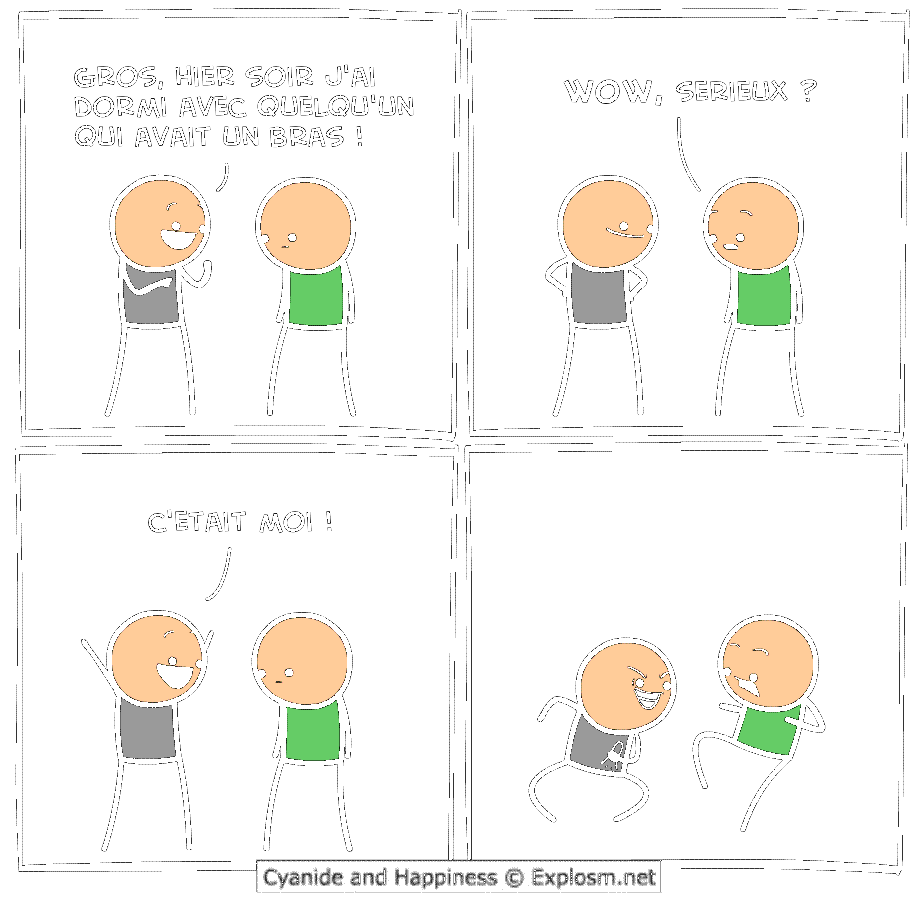 GROS, HIER SOIR J'AI
DORMI AVEC QUELQU'UN
QUI AVAIT UN BRAS !
WOW, SERIEUX ?
C'ETAIT MOI !
Cyanide and Happiness © Explosm.net